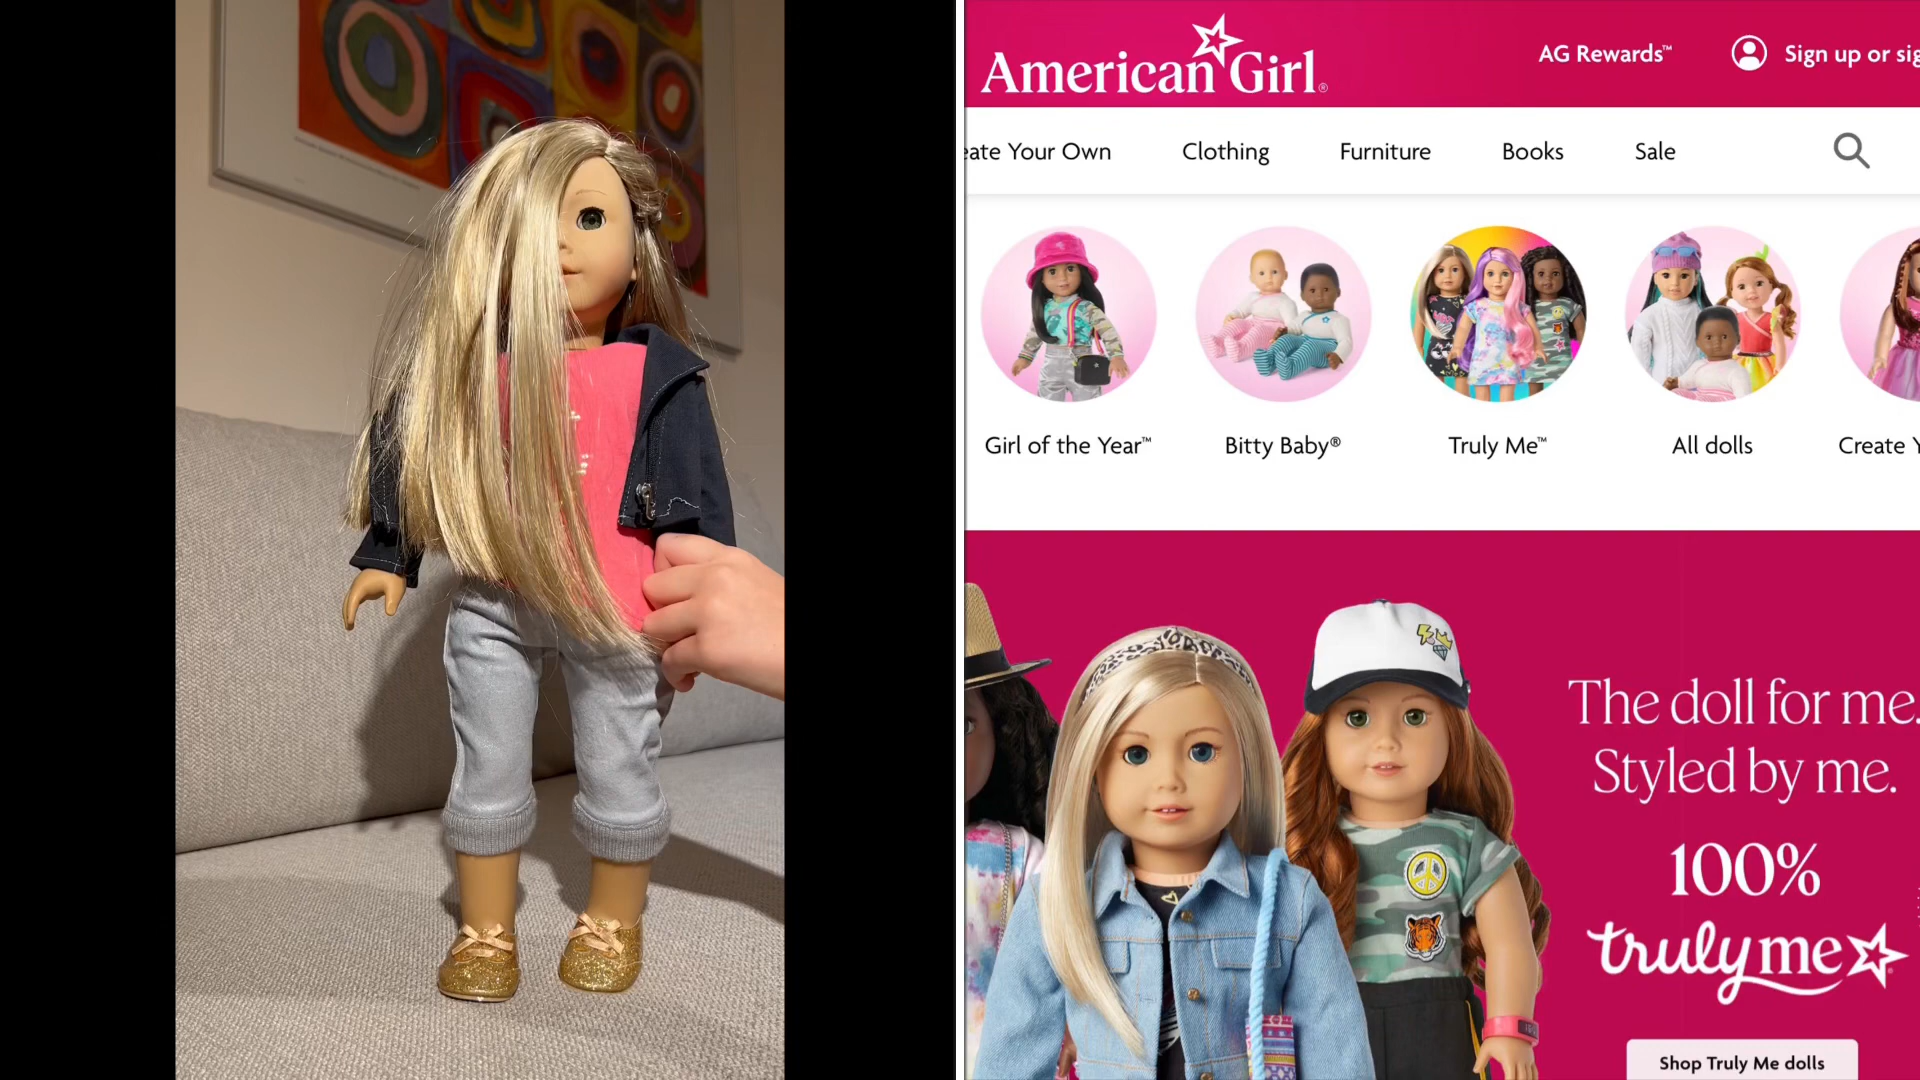 American Girl®
AG Rewards™
Sign up or sig
eate Your Own
Clothing
Furniture
Books
Sale
Girl of the Year™
Bitty Baby®
Truly Me™
All dolls
Create Y
The doll for me.
Styled by me.
100%
truly me
Shop Truly Me dolls